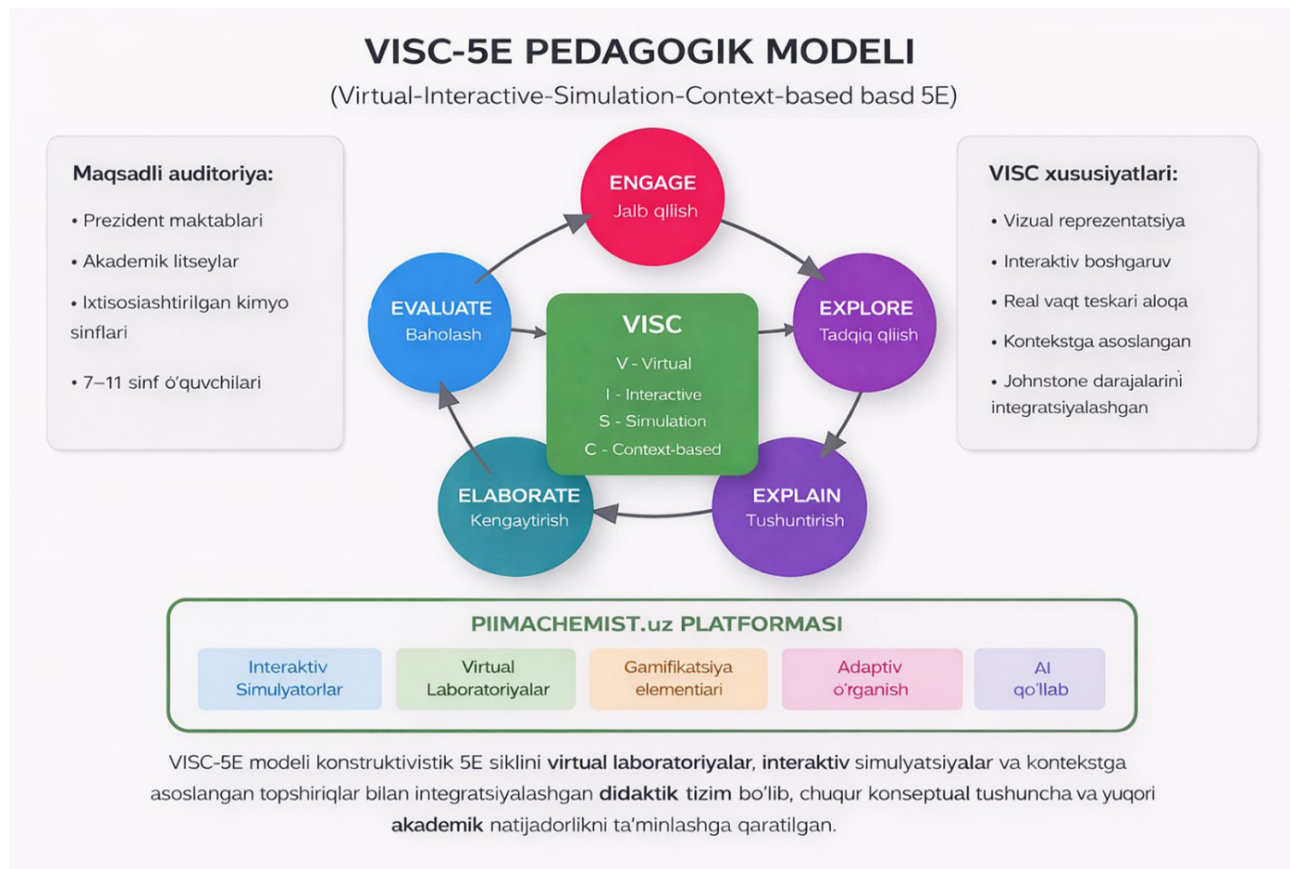 VISC-5E PEDAGOGIK MODELI
(Virtual-Interactive-Simulation-Context-based basd 5E)
Maqsadli auditoriya:
• Prezident maktablari
• Akademik litseylar
• Ixtisosiashtirilgan kimyo
sinflari
• 7–11 sinf o'quvchilari
ENGAGE
Jalb qllish
EXPLORE
Tadqiq qliish
EXPLAIN
Tushuntirish
ELABORATE
Kengaytirish
EVALUATE
Baholash
VISC
V - Virtual
I - Interactive
S - Simulation
C - Context-based
VISC xususiyatlari:
• Vizual reprezentatsiya
• Interaktiv boshgaruv
• Real vaqt teskari aloqa
• Kontekstga asoslangan
• Johnstone darajalarini
integratsiyalashgan
PIIMACHEMIST.uz PLATFORMASI
Interaktiv
Simulyatorlar
Virtual
Laboratoriyalar
Gamifikatsiya
elementiari
Adaptiv
o'rganish
AI
qo'llab
VISC-5E modeli konstruktivistik 5E siklini virtual laboratoriyalar, interaktiv simulyatsiyalar va kontekstga
asoslangan topshiriqlar bilan integratsiyalashgan didaktik tizim bo'lib, chuqur konseptual tushuncha va yuqori
akademik natijadorlikni ta'minlashga qaratilgan.